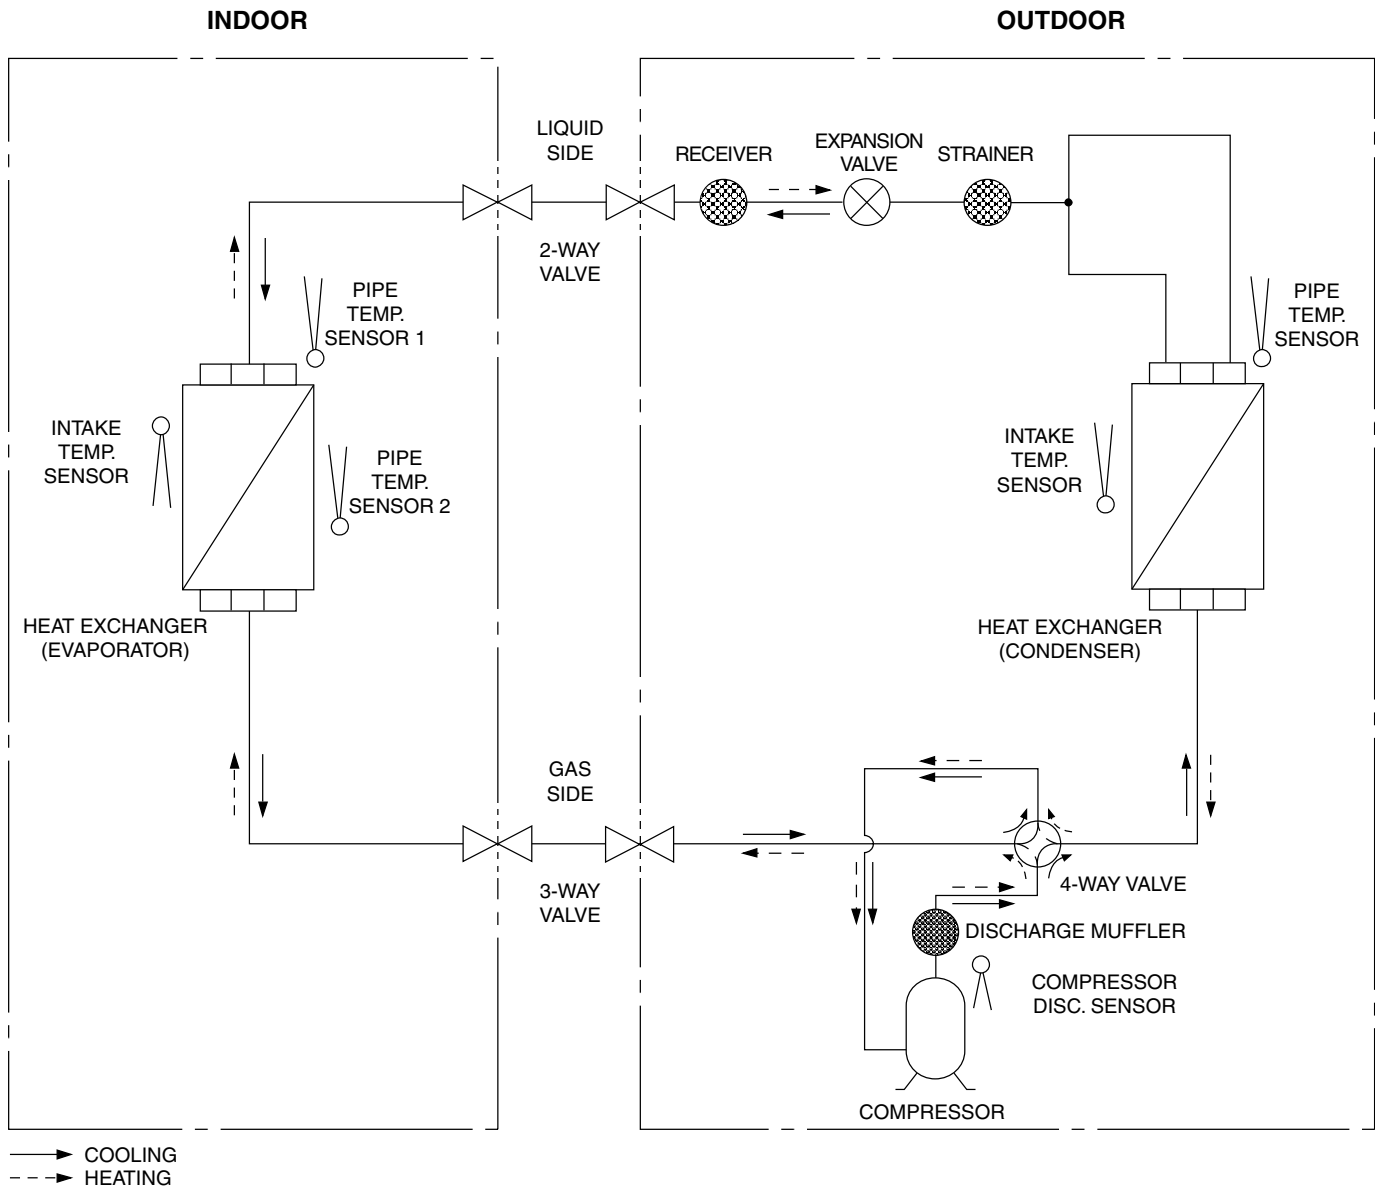 INDOOR
OUTDOOR
LIQUID
SIDE
RECEIVER
EXPANSION
VALVE
STRAINER
2-WAY
VALVE
PIPE
TEMP.
SENSOR 1
PIPE
TEMP.
SENSOR
INTAKE
TEMP.
SENSOR
PIPE
TEMP.
SENSOR 2
INTAKE
TEMP.
SENSOR
HEAT EXCHANGER
(EVAPORATOR)
HEAT EXCHANGER
(CONDENSER)
GAS
SIDE
3-WAY
VALVE
4-WAY VALVE
DISCHARGE MUFFLER
COMPRESSOR
DISC. SENSOR
COMPRESSOR
COOLING
HEATING